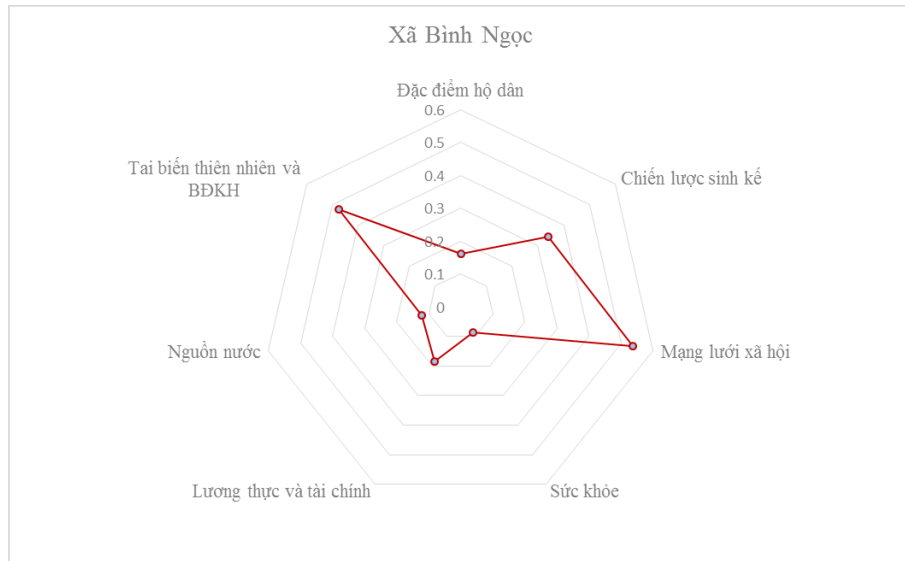 Xã Bình Ngọc
Đặc điểm hộ dân
0.6
0.5
0.4
0.3
0.2
0.1
0
Chiến lược sinh kế
Mạng lưới xã hội
Sức khỏe
Lương thực và tài chính
Nguồn nước
Tai biến thiên nhiên và
BĐKH